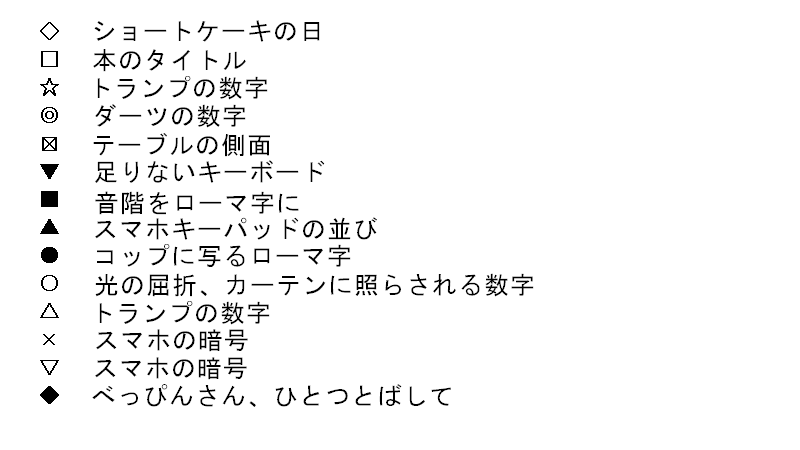 ◇ ショートケーキの日
□ 本のタイトル
☆ トランプの数字
◎ ダーツの数字
⊠ テーブルの側面
▼ 足りないキーボード
■ 音階をローマ字に
▲ スマホキーパッドの並び
● コップに写るローマ字
○ 光の屈折、カーテンに照らされる数字
△ トランプの数字
× スマホの暗号
▽ スマホの暗号
◆ べっぴんさん、ひとつとばして